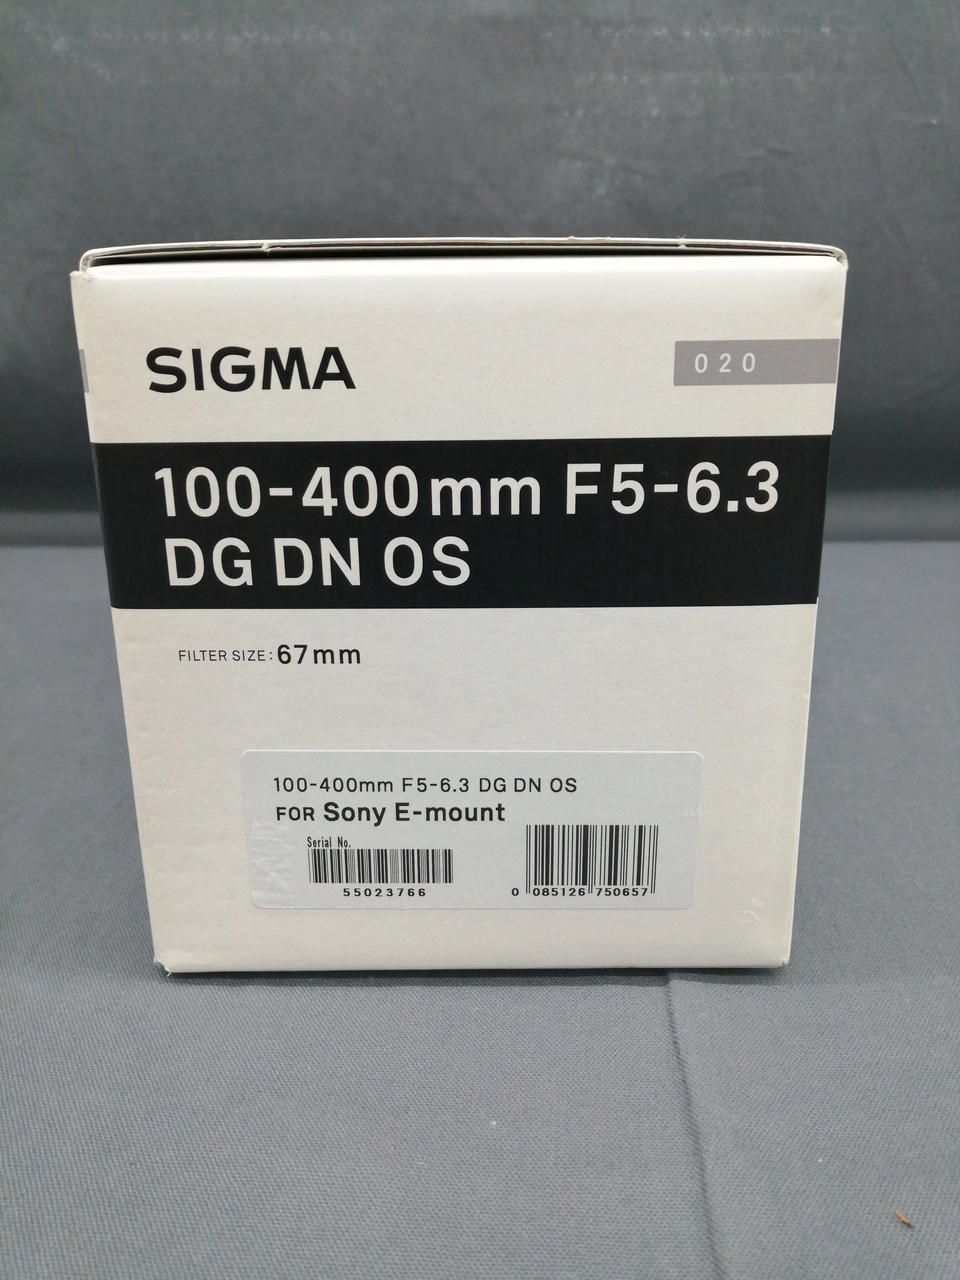 SIGMA
020
100-400mm F5-6.3
DG DN OS
FILTER SIZE: 67mm
100-400mm F5-6.3 DG DN OS
FOR Sony E-mount
Serial No.
55023766
0 085126 750657